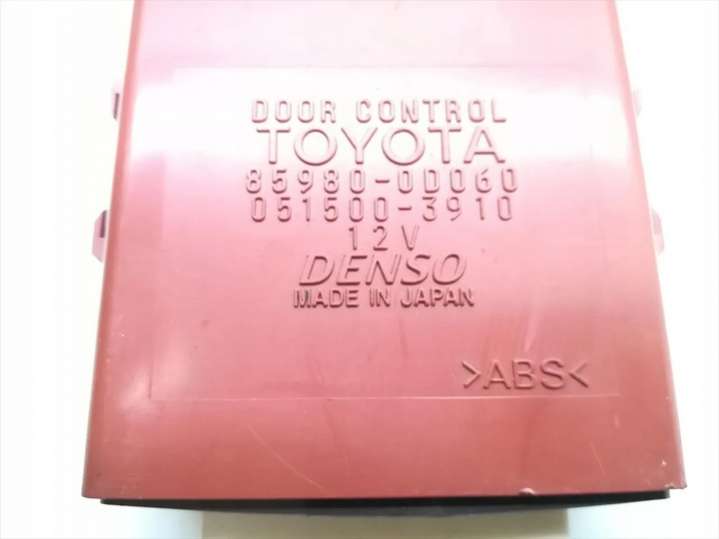 DOOR CONTROL
TOYOTA
85980-0D060
051500-3910
12V
DENSO
MADE IN JAPAN
>ABS<